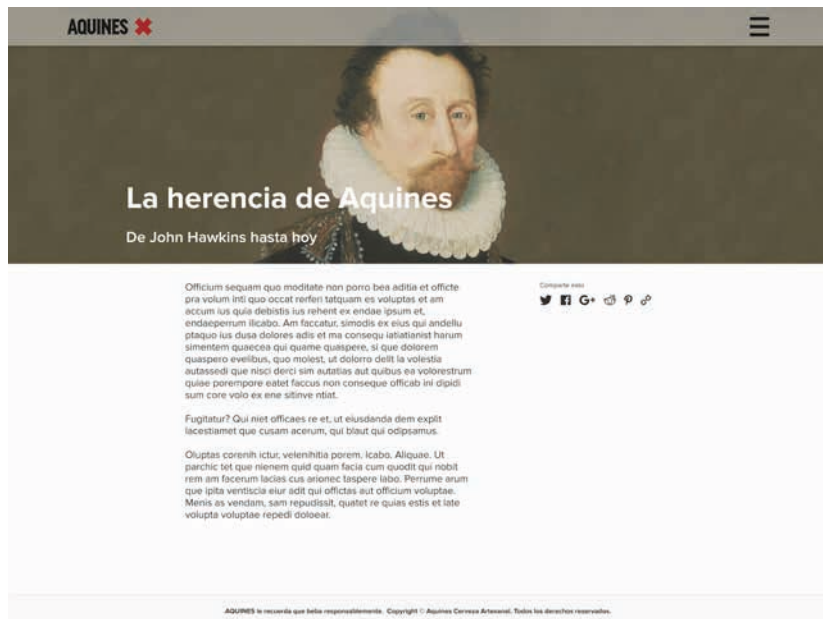 AQUINES
La herencia de Aquines
De John Hawkins hasta hoy
Officium sequam quo moditate non porro bea aditia et officte
pra volum inti quo occat rerferi tatquam es voluptas et am
accum ius quia debistis ius rehent ex endae ipsum et,
endaeperrum ilicabo. Am faccatur, simodis ex eius qui andellu
ptaquo ius dusa dolores adis et ma consequ iatiatianist harum
simentem quaecea qui quame quaspere, si que dolorem
quaspero evelibus, quo molest, ut dolorro delit la volestia
autassedi que nisci derci sim autatias aut quibus ea volorestrum
quiae porempore eatet faccus non conseque officab ini dipidi
sum core volo ex ene sitinve ntiat.
Fugitatur? Qui niet officaes re et, ut eiusdanda dem explit
lacestiamet que cusam acerum, qui blaut qui odipsamus.
Oluptas corenih ictur, velenihitia porem. Icabo. Aliquae. Ut
parchic tet que nienem quid quam facia cum quodit qui nobit
rem am facerum lacias cus arionec taspere labo. Perrume arum
que ipita ventiscia eiur adit qui offictas aut officium voluptae.
Menis as vendam, sam repudissit, quatet re quias estis et late
volupta voluptae repedi doloear.
Comparte esto
G+
AQUINES le recuerda que beba responsablemente. Copyright © Aquines Cerveza Artesanal. Todos los derechos reservados.